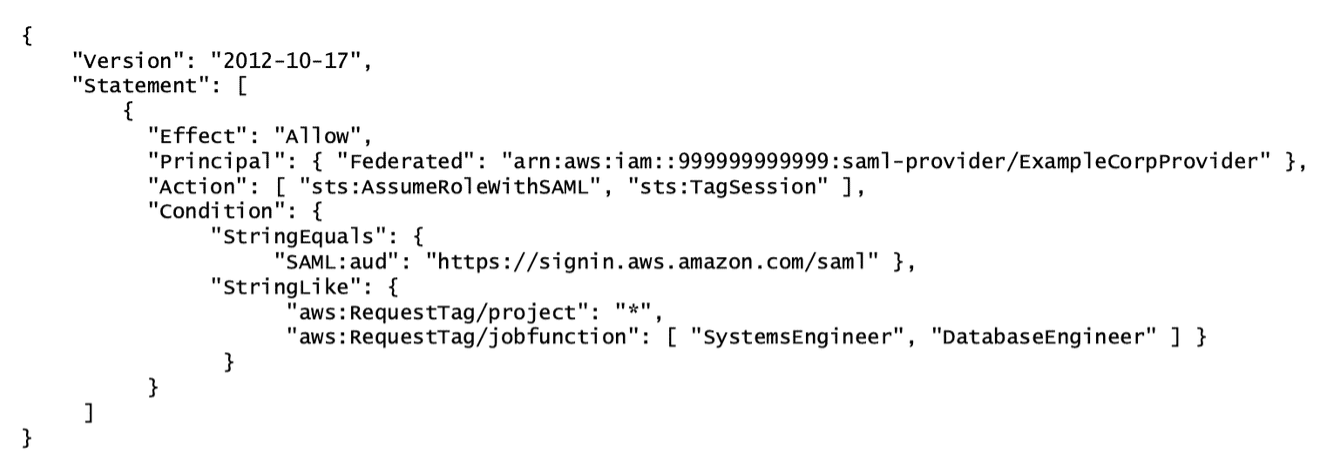 {
"Version": "2012-10-17",
"Statement": [
{
"Effect": "Allow",
"Principal": { "Federated": "arn:aws:iam::999999999999:saml-provider/ExampleCorpProvider" },
"Action": [ "sts:AssumeRoleWithSAML", "sts:TagSession" ],
"Condition": {
"StringEquals": {
"SAML:aud": "https://signin.aws.amazon.com/saml" },
"StringLike": {
"aws:RequestTag/project": "*",
"aws:RequestTag/jobfunction": [ "SystemsEngineer", "DatabaseEngineer" ] }
}
}
]
}